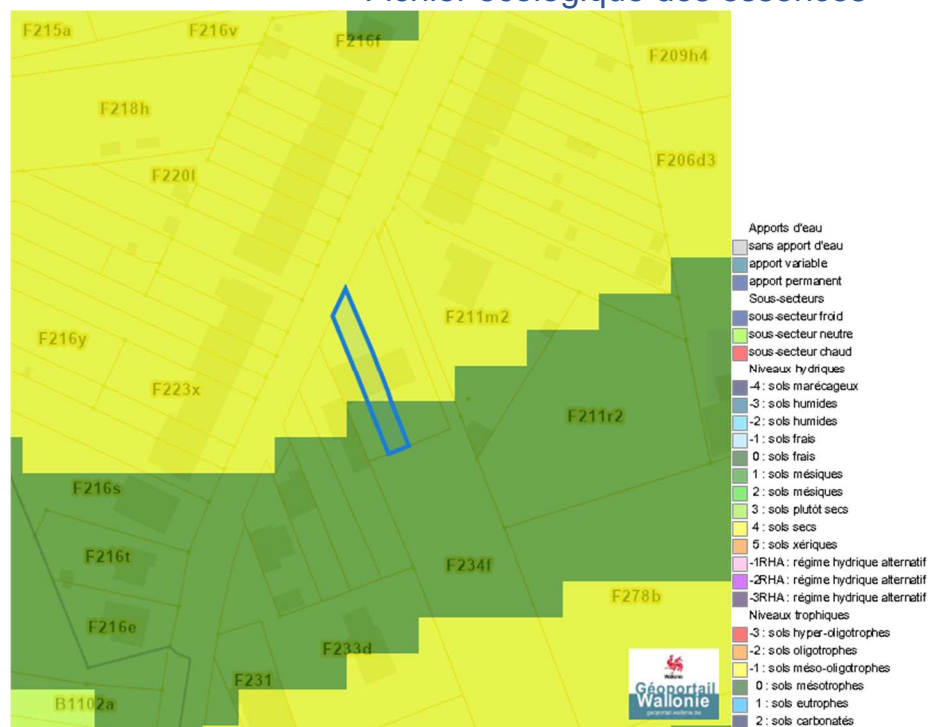 Fichier écologique des essences
F215a
F216v
F216f
F209h4
F218h
F220l
F206d3
F211m2
F216y
F223x
F211r2
F216s
F216t
F234f
F278b
F216e
F233d
F231
B1102a
Wallonie
Géoportail
Wallonie
geoportail.wallonie.be
Apports d'eau
sans apport d'eau
apport variable
apport permanent
Sous-secteurs
sous-secteur froid
sous-secteur neutre
sous-secteur chaud
Niveaux hydriques
-4 : sols marécageux
-3 : sols humides
-2 : sols humides
-1 : sols frais
0 : sols frais
1 : sols mésiques
2 : sols mésiques
3 : sols plutôt secs
4 : sols secs
5 : sols xériques
-1RHA : régime hydrique alternatif
-2RHA : régime hydrique alternatif
-3RHA : régime hydrique alternatif
Niveaux trophiques
-3 : sols hyper-oligotrophes
-2 : sols oligotrophes
-1 : sols méso-oligotrophes
0 : sols mésotrophes
1 : sols eutrophes
2 : sols carbonatés